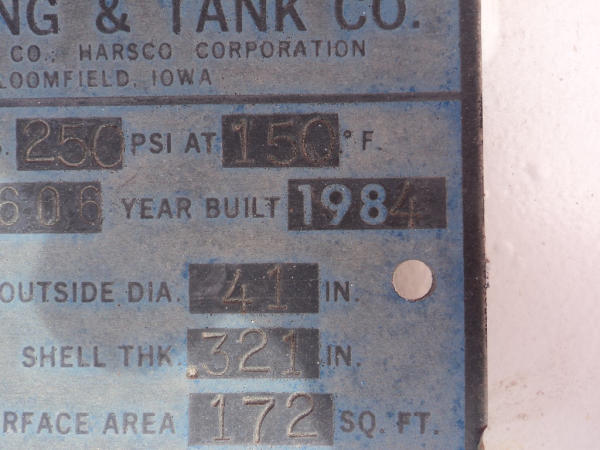 NG & TANK CO.
CO., HARSCO CORPORATION
LOOMFIELD, IOWA
250 PSI AT 150 °F.
606 YEAR BUILT 1984
OUTSIDE DIA. 41 IN.
SHELL THK. .321 IN.
RFACE AREA 172 SQ. FT.